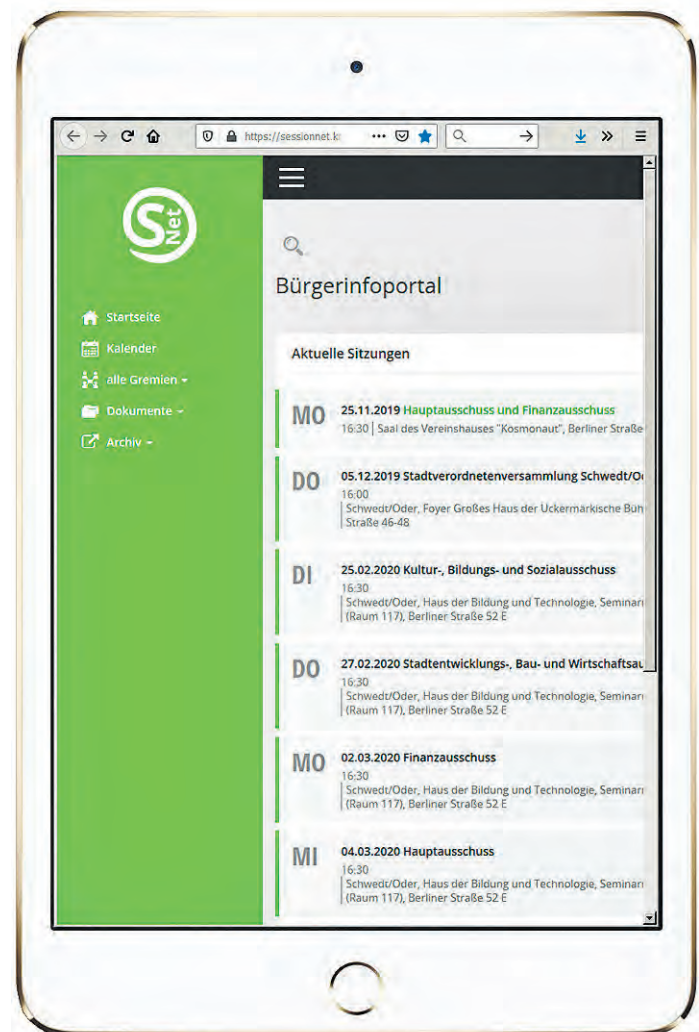 https://sessionnet.k
S Net
Startseite
Kalender
alle Gremien
Dokumente
Archiv
Bürgerinfoportal
Aktuelle Sitzungen
MO 25.11.2019 Hauptausschuss und Finanzausschuss
16:30 | Saal des Vereinshauses "Kosmonaut", Berliner Straße
DO 05.12.2019 Stadtverordnetenversammlung Schwedt/O
16:00
Schwedt/Oder, Foyer Großes Haus der Uckermärkische Büh
Straße 46-48
DI 25.02.2020 Kultur-, Bildungs- und Sozialausschuss
16:30
Schwedt/Oder, Haus der Bildung und Technologie, Seminar
(Raum 117), Berliner Straße 52 E
DO 27.02.2020 Stadtentwicklungs-, Bau- und Wirtschaftsau
16:30
Schwedt/Oder, Haus der Bildung und Technologie, Seminar
(Raum 117), Berliner Straße 52 E
MO 02.03.2020 Finanzausschuss
16:30
Schwedt/Oder, Haus der Bildung und Technologie, Seminar
(Raum 117), Berliner Straße 52 E
MI 04.03.2020 Hauptausschuss
16:30
Schwedt/Oder, Haus der Bildung und Technologie, Seminar
(Raum 117), Berliner Straße 52 E